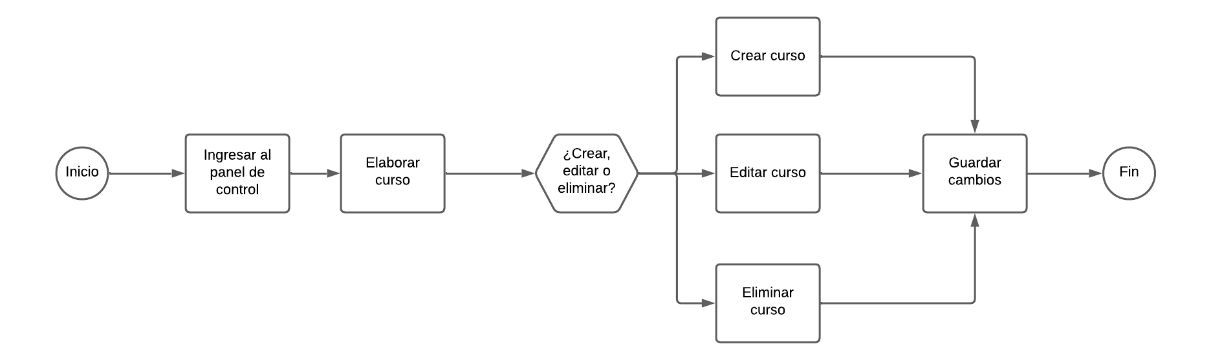 Inicio
Ingresar al
panel de
control
Elaborar
curso
¿Crear,
editar o
eliminar?
Crear curso
Editar curso
Eliminar
curso
Guardar
cambios
Fin